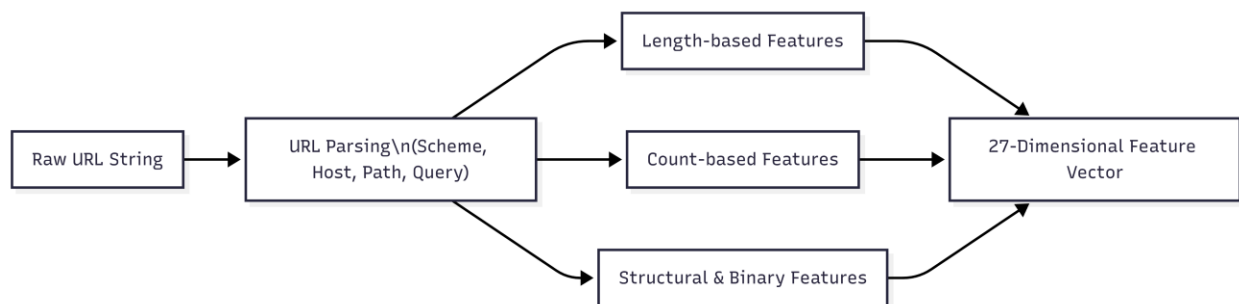 Length-based Features
Raw URL String
URL Parsing\n(Scheme,
Host, Path, Query)
Count-based Features
27-Dimensional Feature
Vector
Structural & Binary Features